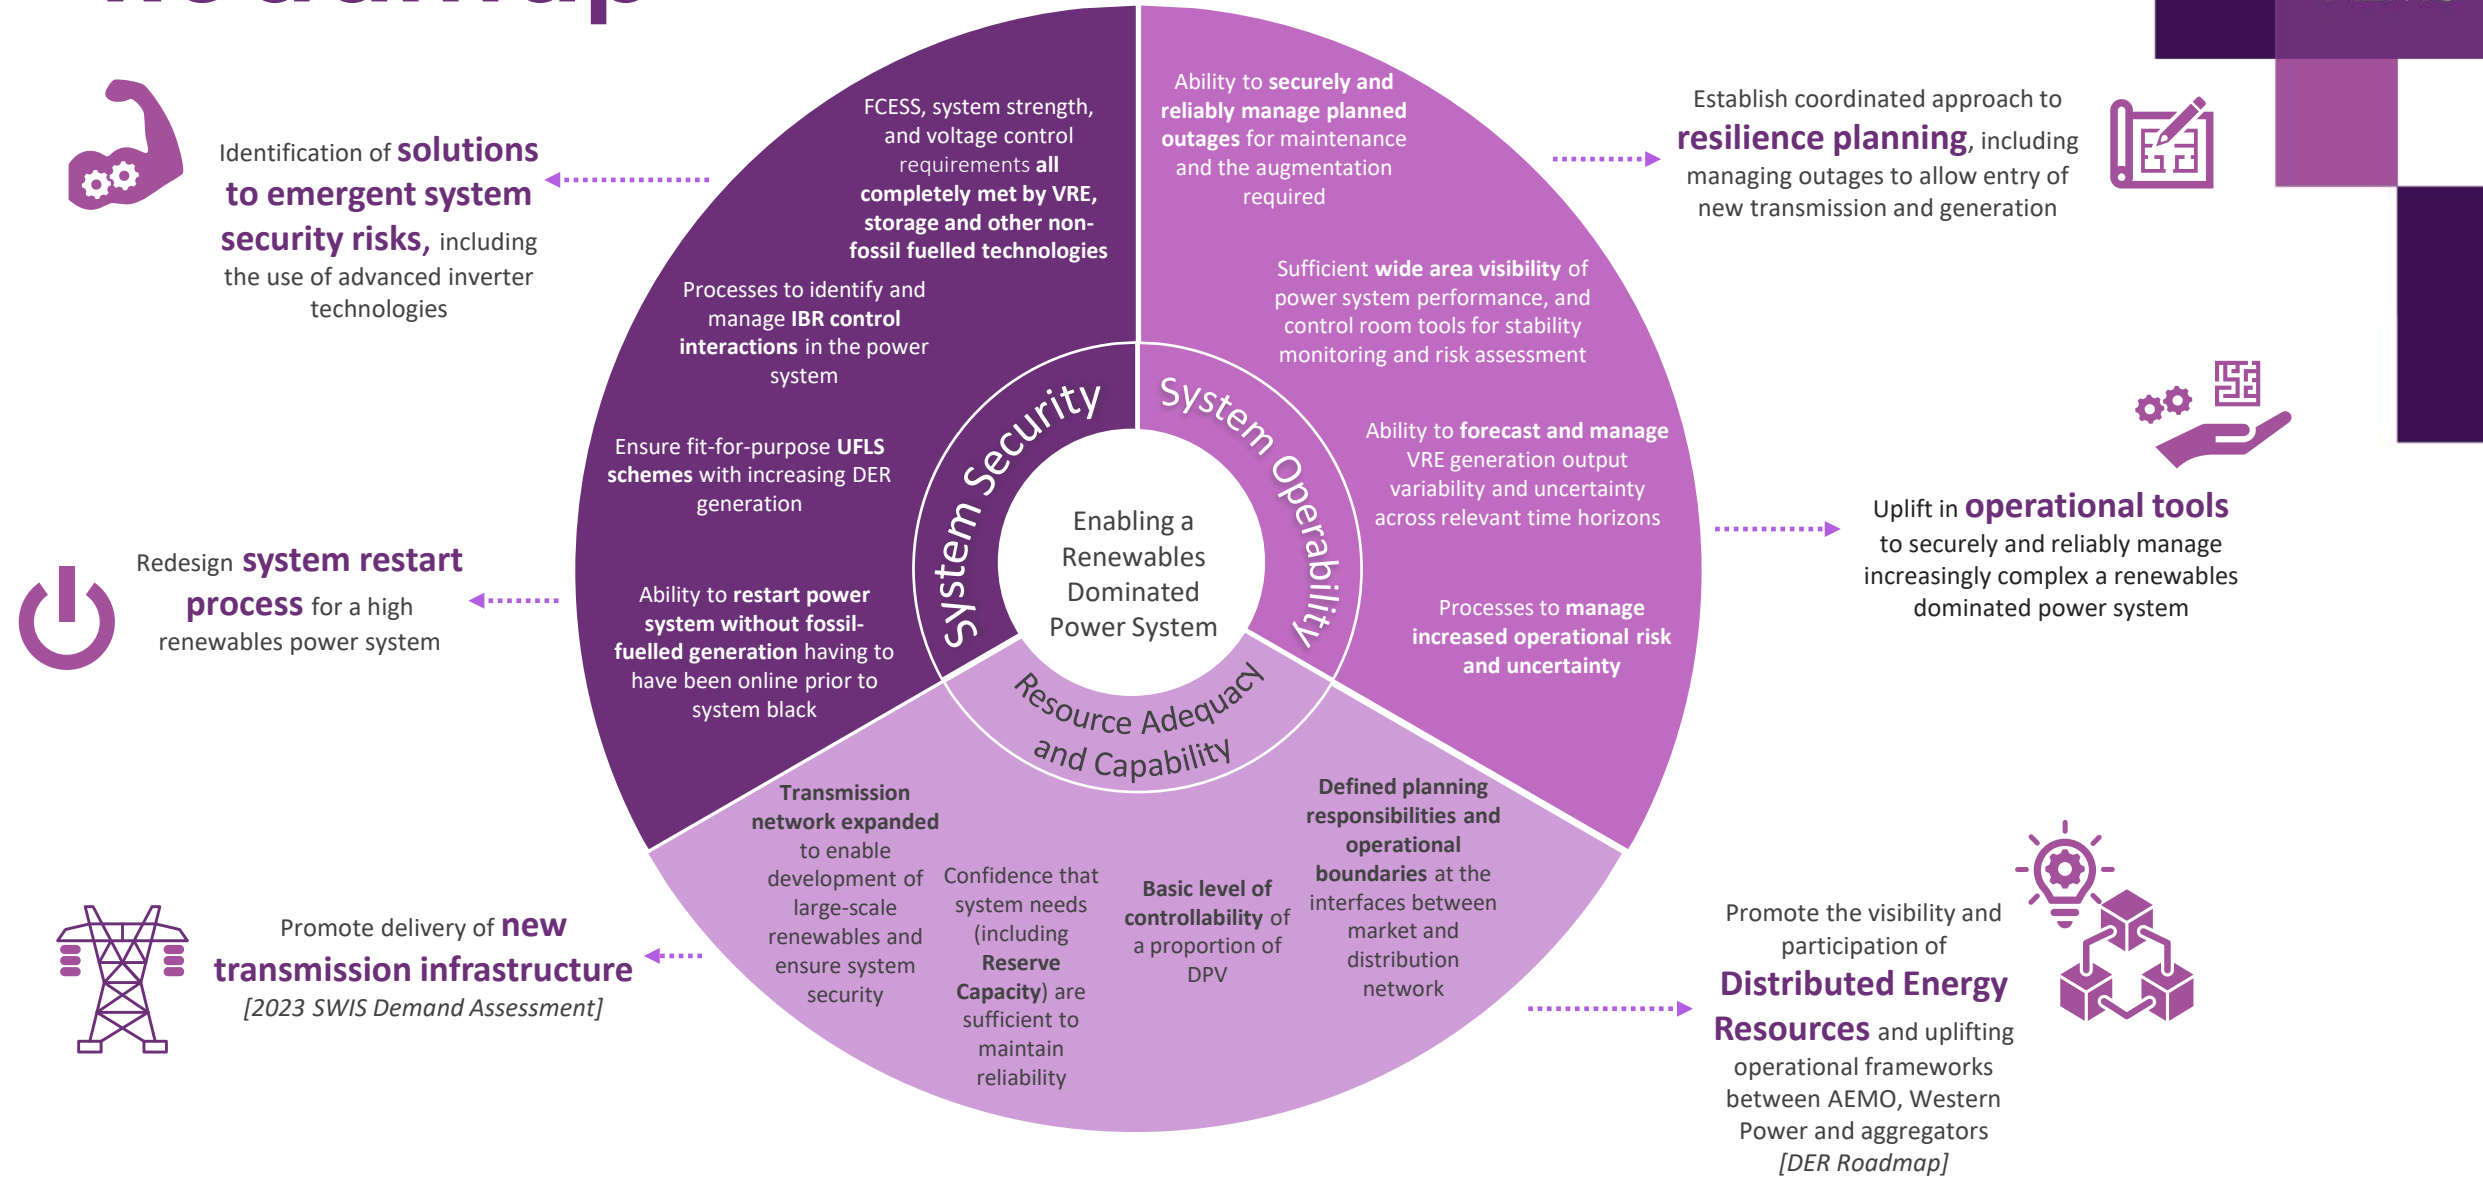 Roadmap
Identification of solutions
to emergent system
security risks, including
the use of advanced inverter
technologies
Redesign system restart
process for a high
renewables power system
Promote delivery of new
transmission infrastructure
[2023 SWIS Demand Assessment]
FCESS, system strength,
and voltage control
requirements all
completely met by VRE,
storage and other non-
fossil fuelled technologies
Processes to identify and
manage IBR control
interactions in the power
system
Ensure fit-for-purpose UFLS
schemes with increasing DER
generation
Ability to restart power
system without fossil-
fuelled generation having to
have been online prior to
system black
System Security
System Operability
Resource Adequacy
and Capability
Enabling a
Renewables
Dominated
Power System
Ability to securely and
reliably manage planned
outages for maintenance
and the augmentation
required
Sufficient wide area visibility of
power system performance, and
control room tools for stability
monitoring and risk assessment
Ability to forecast and manage
VRE generation output
variability and uncertainty
across relevant time horizons
Processes to manage
increased operational risk
and uncertainty
Transmission
network expanded
to enable
development of
large-scale
renewables and
ensure system
security
Confidence that
system needs
(including
Reserve
Capacity) are
sufficient to
maintain
reliability
Basic level of
controllability of
a proportion of
DPV
Defined planning
responsibilities and
operational
boundaries at the
interfaces between
market and
distribution
network
Establish coordinated approach to
resilience planning, including
managing outages to allow entry of
new transmission and generation
Uplift in operational tools
to securely and reliably manage
increasingly complex a renewables
dominated power system
Promote the visibility and
participation of
Distributed Energy
Resources and uplifting
operational frameworks
between AEMO, Western
Power and aggregators
[DER Roadmap]